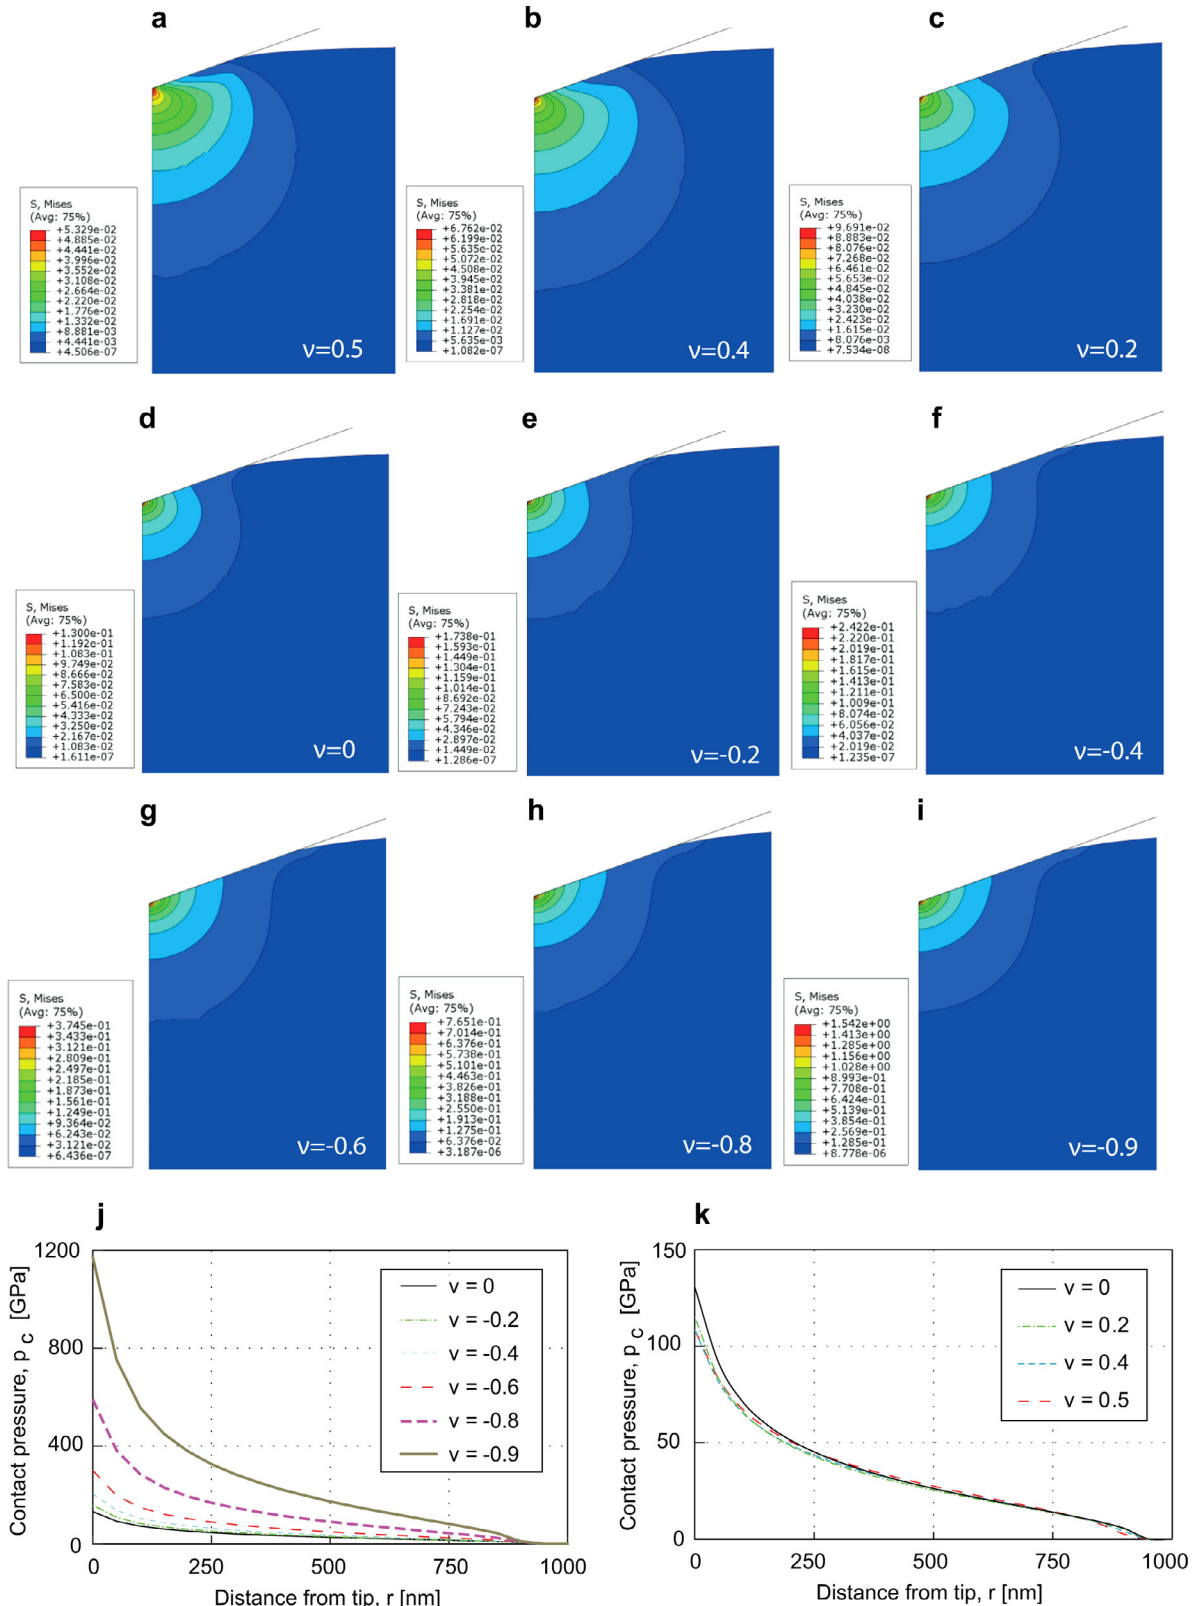 a
b
c
S, Mises
(Avg: 75%)
+5.329e-02
+4.885e-02
+4.441e-02
+3.996e-02
+3.552e-02
+3.108e-02
+2.664e-02
+2.220e-02
+1.776e-02
+1.332e-02
+8.881e-03
+4.441e-03
+4.506e-07
ν=0.5
S, Mises
(Avg: 75%)
+6.762e-02
+6.199e-02
+5.635e-02
+5.072e-02
+4.508e-02
+3.945e-02
+3.381e-02
+2.818e-02
+2.254e-02
+1.691e-02
+1.127e-02
+5.635e-03
+1.082e-07
ν=0.4
S, Mises
(Avg: 75%)
+9.691e-02
+8.883e-02
+8.076e-02
+7.268e-02
+6.461e-02
+5.653e-02
+4.845e-02
+4.038e-02
+3.230e-02
+2.423e-02
+1.615e-02
+8.076e-03
+7.534e-08
ν=0.2
d
e
f
S, Mises
(Avg: 75%)
+1.300e-01
+1.192e-01
+1.083e-01
+9.749e-02
+8.666e-02
+7.583e-02
+6.500e-02
+5.416e-02
+4.333e-02
+3.250e-02
+2.167e-02
+1.083e-02
+1.611e-07
ν=0
S, Mises
(Avg: 75%)
+1.738e-01
+1.593e-01
+1.449e-01
+1.304e-01
+1.159e-01
+1.014e-01
+8.692e-02
+7.243e-02
+5.794e-02
+4.346e-02
+2.897e-02
+1.449e-02
+1.286e-07
ν=-0.2
S, Mises
(Avg: 75%)
+2.422e-01
+2.220e-01
+2.019e-01
+1.817e-01
+1.615e-01
+1.413e-01
+1.211e-01
+1.009e-01
+8.074e-02
+6.056e-02
+4.037e-02
+2.019e-02
+1.235e-07
ν=-0.4
g
h
i
S, Mises
(Avg: 75%)
+3.745e-01
+3.433e-01
+3.121e-01
+2.809e-01
+2.497e-01
+2.185e-01
+1.873e-01
+1.561e-01
+1.249e-01
+9.364e-02
+6.243e-02
+3.121e-02
+6.436e-07
ν=-0.6
S, Mises
(Avg: 75%)
+7.651e-01
+7.014e-01
+6.376e-01
+5.738e-01
+5.101e-01
+4.463e-01
+3.826e-01
+3.188e-01
+2.550e-01
+1.913e-01
+1.275e-01
+6.376e-02
+3.187e-06
ν=-0.8
S, Mises
(Avg: 75%)
+1.542e+00
+1.413e+00
+1.285e+00
+1.156e+00
+1.028e+00
+8.993e-01
+7.708e-01
+6.424e-01
+5.139e-01
+3.854e-01
+2.569e-01
+1.285e-01
+8.778e-06
ν=-0.9
j
Contact pressure, p c [GPa]
1200
800
400
0
0
250
500
750
1000
Distance from tip, r [nm]
v = 0
v = -0.2
v = -0.4
v = -0.6
v = -0.8
v = -0.9
k
Contact pressure, p c [GPa]
150
100
50
0
0
250
500
750
1000
Distance from tip, r [nm]
v = 0
v = 0.2
v = 0.4
v = 0.5